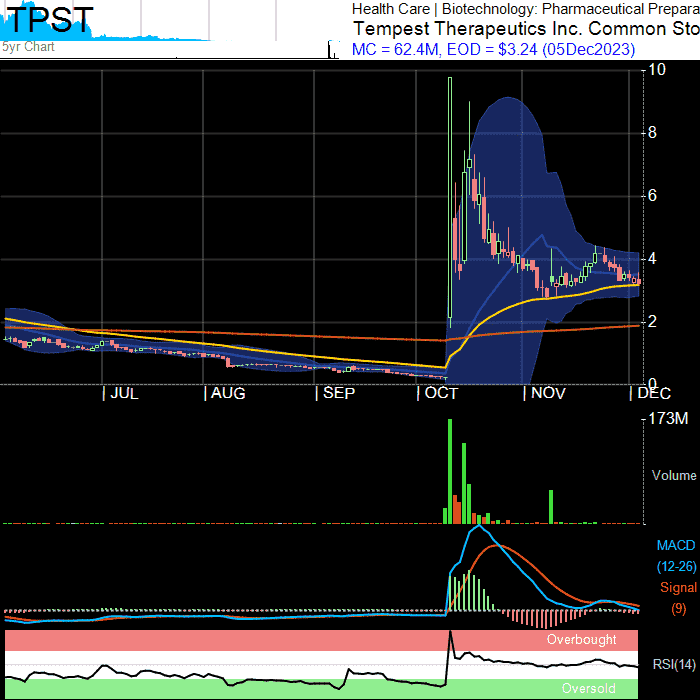 TPST
5yr Chart
Health Care | Biotechnology: Pharmaceutical Prepara
Tempest Therapeutics Inc. Common Sto
MC = 62.4M, EOD = $3.24 (05Dec2023)
10
8
6
4
2
0
JUL
AUG
SEP
OCT
NOV
DEC
173M
Volume
MACD
(12-26)
Signal
(9)
Overbought
RSI(14)
Oversold